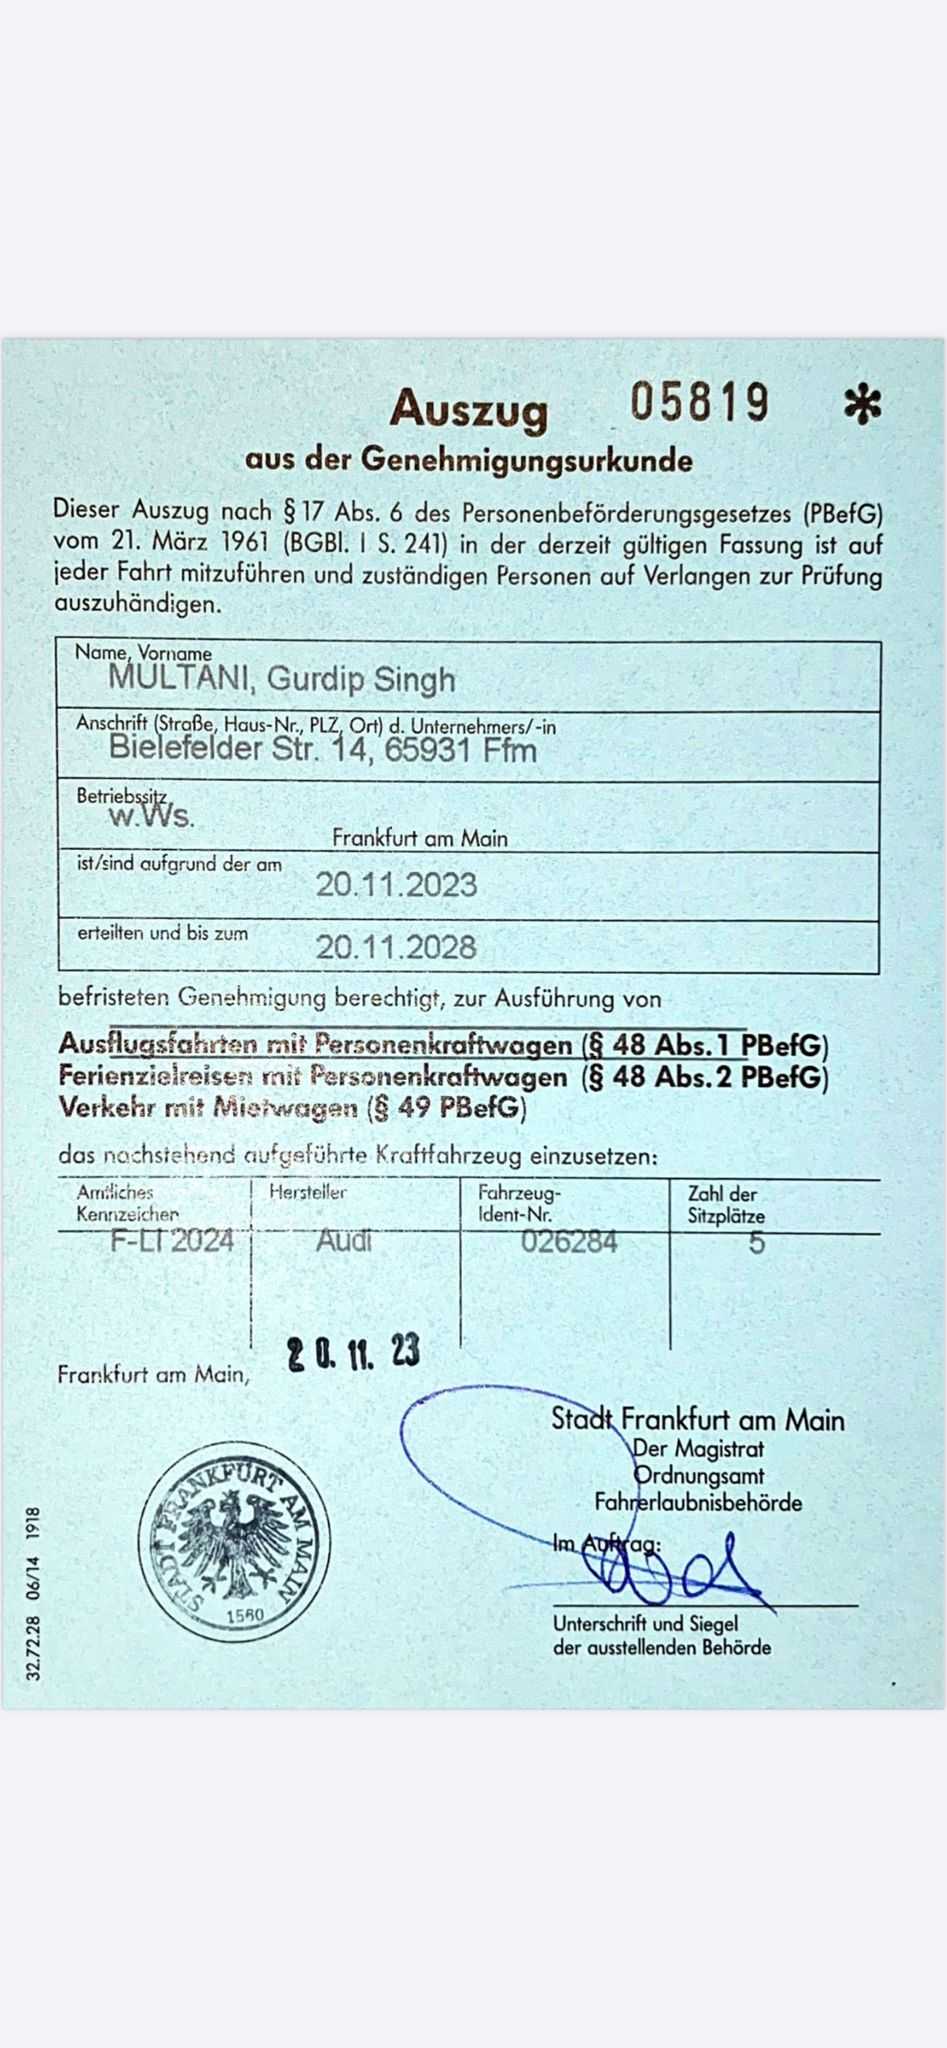 Auszug 05819 *
aus der Genehmigungsurkunde
Dieser Auszug nach § 17 Abs. 6 des Personenbeförderungsgesetzes (PBefG)
vom 21. März 1961 (BGBl. I S. 241) in der derzeit gültigen Fassung ist auf
jeder Fahrt mitzuführen und zuständigen Personen auf Verlangen zur Prüfung
auszuhändigen.
Name, Vorname
MULTANI, Gurdip Singh
Anschrift (Straße, Haus-Nr., PLZ, Ort) d. Unternehmers/-in
Bielefelder Str. 14, 65931 Ffm
Betriebssitz
w.Ws.
Frankfurt am Main
ist/sind aufgrund der am
20.11.2023
erteilten und bis zum
20.11.2028
befristeten Genehmigung berechtigt, zur Ausführung von
Ausflugsfahrten mit Personenkraftwagen (§ 48 Abs. 1 PBefG)
Ferienzielreisen mit Personenkraftwagen (§ 48 Abs. 2 PBefG)
Verkehr mit Mietwagen (§ 49 PBefG)
das nachstehend aufgeführte Kraftfahrzeug einzusetzen:
Amtliches Kennzeichen
Hersteller
Fahrzeug-Ident-Nr.
Zahl der Sitzplätze
F-LI 2024 Audi 026284 5
Frankfurt am Main, 20. 11. 23
Stadt Frankfurt am Main
Der Magistrat
Ordnungsamt
Fahrerlaubnisbehörde
Im Auftrag:
Unterschrift und Siegel
der ausstellenden Behörde
STADT FRANKFURT AM MAIN
1560
32.72.28 06/14 1918